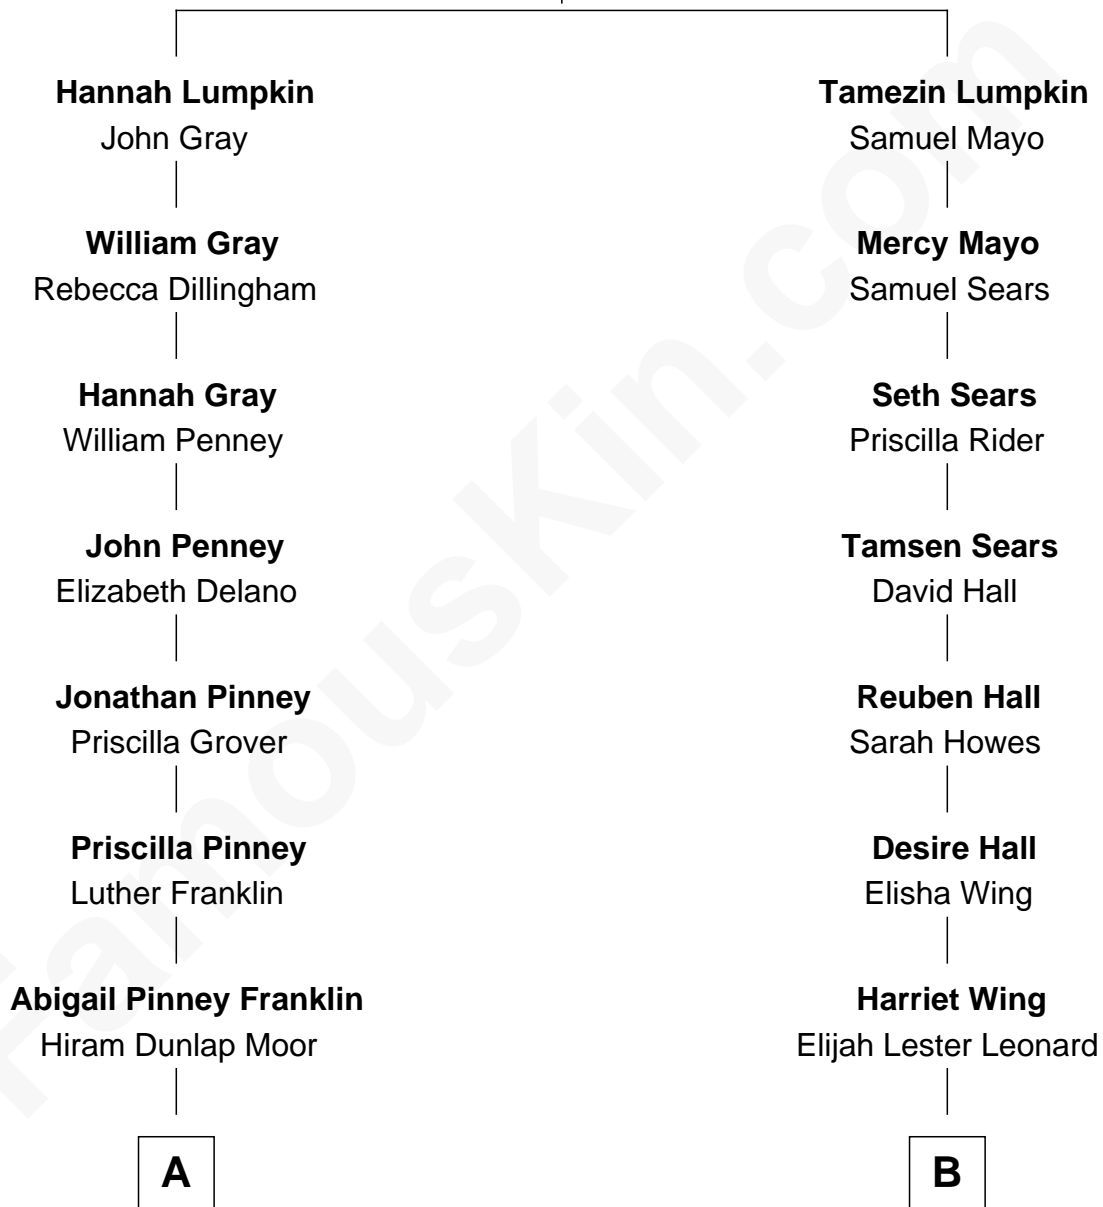 Hannah Lumpkin
John Gray
William Gray
Rebecca Dillingham
Hannah Gray
William Penney
John Penney
Elizabeth Delano
Jonathan Pinney
Priscilla Grover
Priscilla Pinney
Luther Franklin
Abigail Pinney Franklin
Hiram Dunlap Moor
A
Tamezin Lumpkin
Samuel Mayo
Mercy Mayo
Samuel Sears
Seth Sears
Priscilla Rider
Tamsen Sears
David Hall
Reuben Hall
Sarah Howes
Desire Hall
Elisha Wing
Harriet Wing
Elijah Lester Leonard
B
FamousKin.com